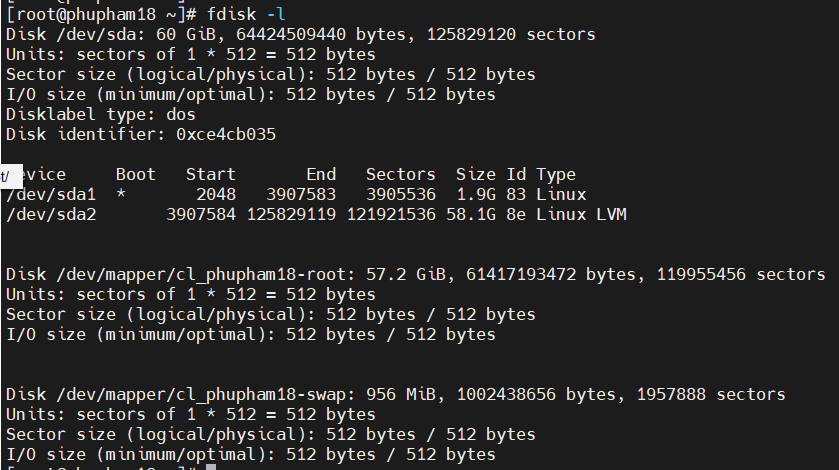 [root@phupham18 ~]# fdisk -l
Disk /dev/sda: 60 GiB, 64424509440 bytes, 125829120 sectors
Units: sectors of 1 * 512 = 512 bytes
Sector size (logical/physical): 512 bytes / 512 bytes
I/O size (minimum/optimal): 512 bytes / 512 bytes
Disklabel type: dos
Disk identifier: 0xce4cb035
t/ evice     Boot   Start       End   Sectors   Size Id Type
/dev/sda1  *       2048   3907583   3905536   1.9G 83 Linux
/dev/sda2       3907584 125829119 121921536 58.1G 8e Linux LVM
Disk /dev/mapper/cl_phupham18-root: 57.2 GiB, 61417193472 bytes, 119955456 sectors
Units: sectors of 1 * 512 = 512 bytes
Sector size (logical/physical): 512 bytes / 512 bytes
I/O size (minimum/optimal): 512 bytes / 512 bytes
Disk /dev/mapper/cl_phupham18-swap: 956 MiB, 1002438656 bytes, 1957888 sectors
Units: sectors of 1 * 512 = 512 bytes
Sector size (logical/physical): 512 bytes / 512 bytes
I/O size (minimum/optimal): 512 bytes / 512 bytes